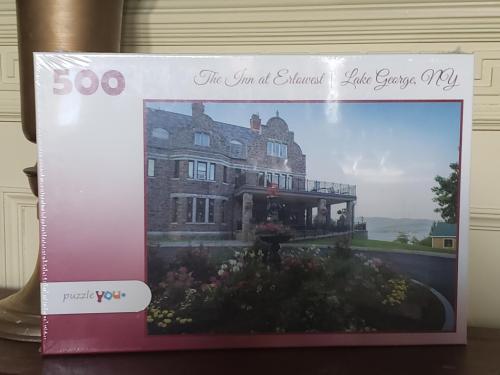 500
The Inn at Erlowest | Lake George, NY
puzzle YOU